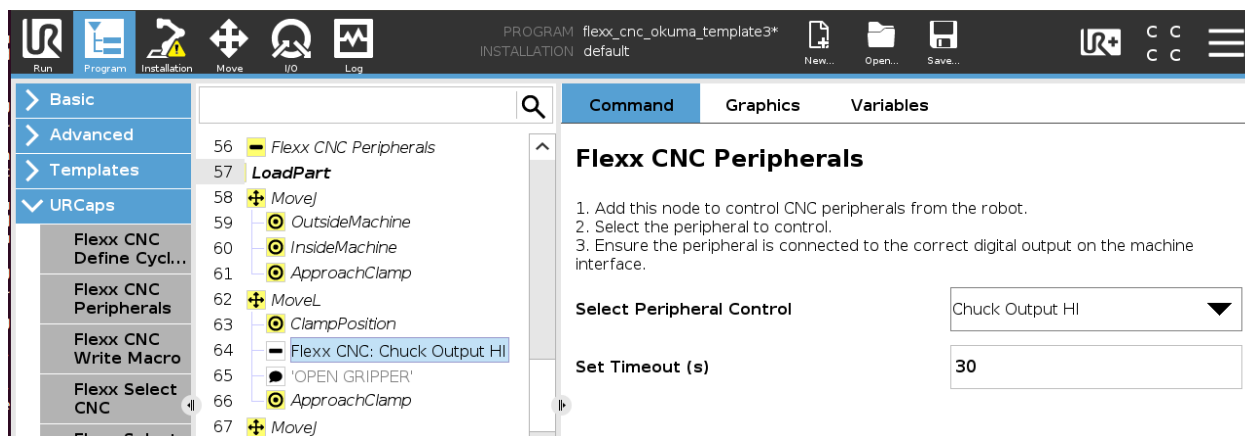 PROGRAM flexx_cnc_okuma_template3*
INSTALLATION default
UR+
C C
C C
Run Program Installation Move I/O Log New... Open... Save...
Basic
Advanced
Templates
URCaps
Flexx CNC
Define Cycl...
Flexx CNC
Peripherals
Flexx CNC
Write Macro
Flexx Select
CNC
56 Flexx CNC Peripherals
57 LoadPart
58 MoveJ
59 OutsideMachine
60 InsideMachine
61 ApproachClamp
62 MoveL
63 ClampPosition
64 Flexx CNC: Chuck Output HI
65 'OPEN GRIPPER'
66 ApproachClamp
67 MoveJ
Command Graphics Variables
Flexx CNC Peripherals
1. Add this node to control CNC peripherals from the robot.
2. Select the peripheral to control.
3. Ensure the peripheral is connected to the correct digital output on the machine
interface.
Select Peripheral Control Chuck Output HI
Set Timeout (s) 30